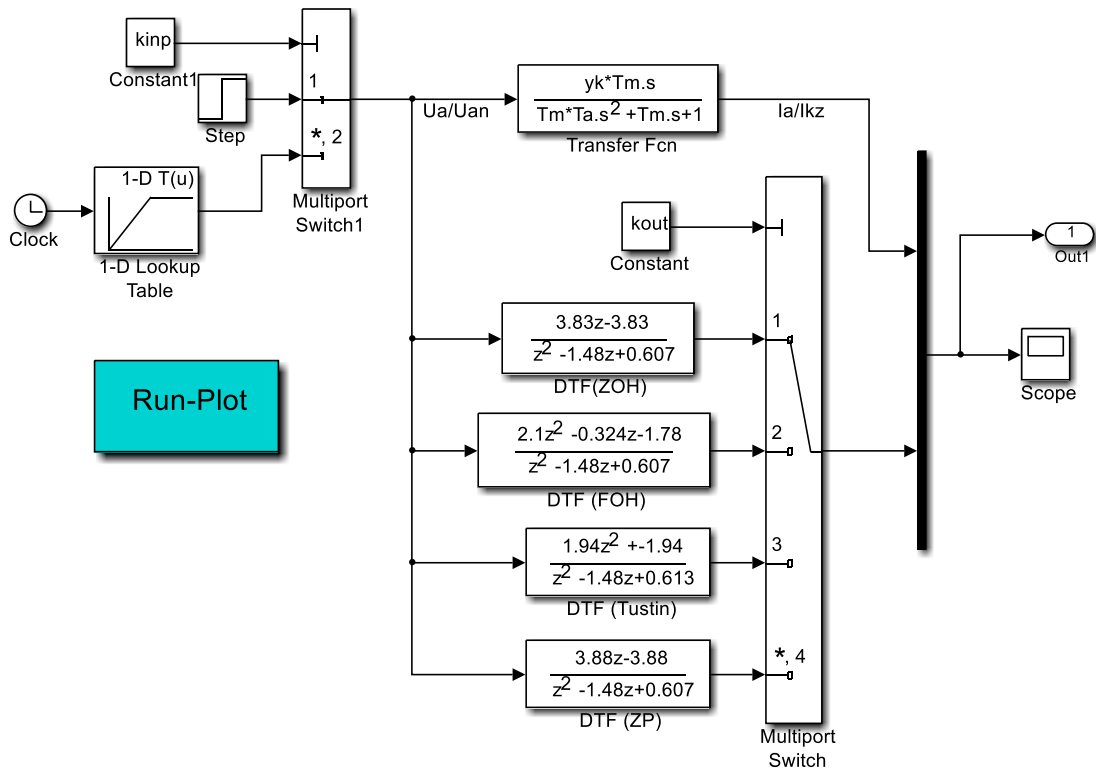 kinp
Constant1
Step
1
*, 2
Multiport
Switch1
Clock
1-D T(u)
1-D Lookup
Table
Ua/Uan
yk*Tm.s
Tm*Ta.s2 +Tm.s+1
Transfer Fcn
Ia/Ikz
kout
Constant
1
Out1
Scope
Run-Plot
3.83z-3.83
z2 -1.48z+0.607
DTF(ZOH)
1
2.1z2 -0.324z-1.78
z2 -1.48z+0.607
DTF (FOH)
2
1.94z2 +-1.94
z2 -1.48z+0.613
DTF (Tustin)
3
3.88z-3.88
z2 -1.48z+0.607
DTF (ZP)
*, 4
Multiport
Switch